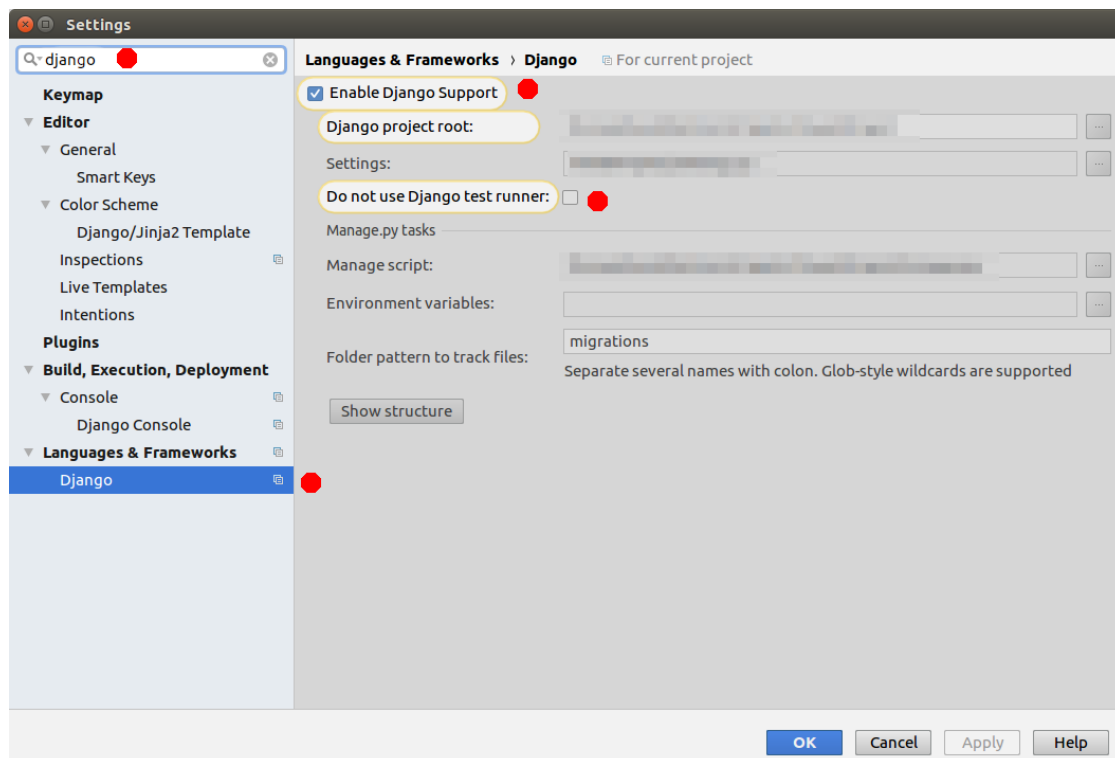 Settings
django
Keymap
Editor
General
Smart Keys
Color Scheme
Django/Jinja2 Template
Inspections
Live Templates
Intentions
Plugins
Build, Execution, Deployment
Console
Django Console
Languages & Frameworks
Django
Languages & Frameworks › Django For current project
Enable Django Support
Django project root:
...
Settings:
...
Do not use Django test runner:
Manage.py tasks
Manage script:
...
Environment variables:
...
Folder pattern to track files:
migrations
Separate several names with colon. Glob-style wildcards are supported
Show structure
OK Cancel Apply Help